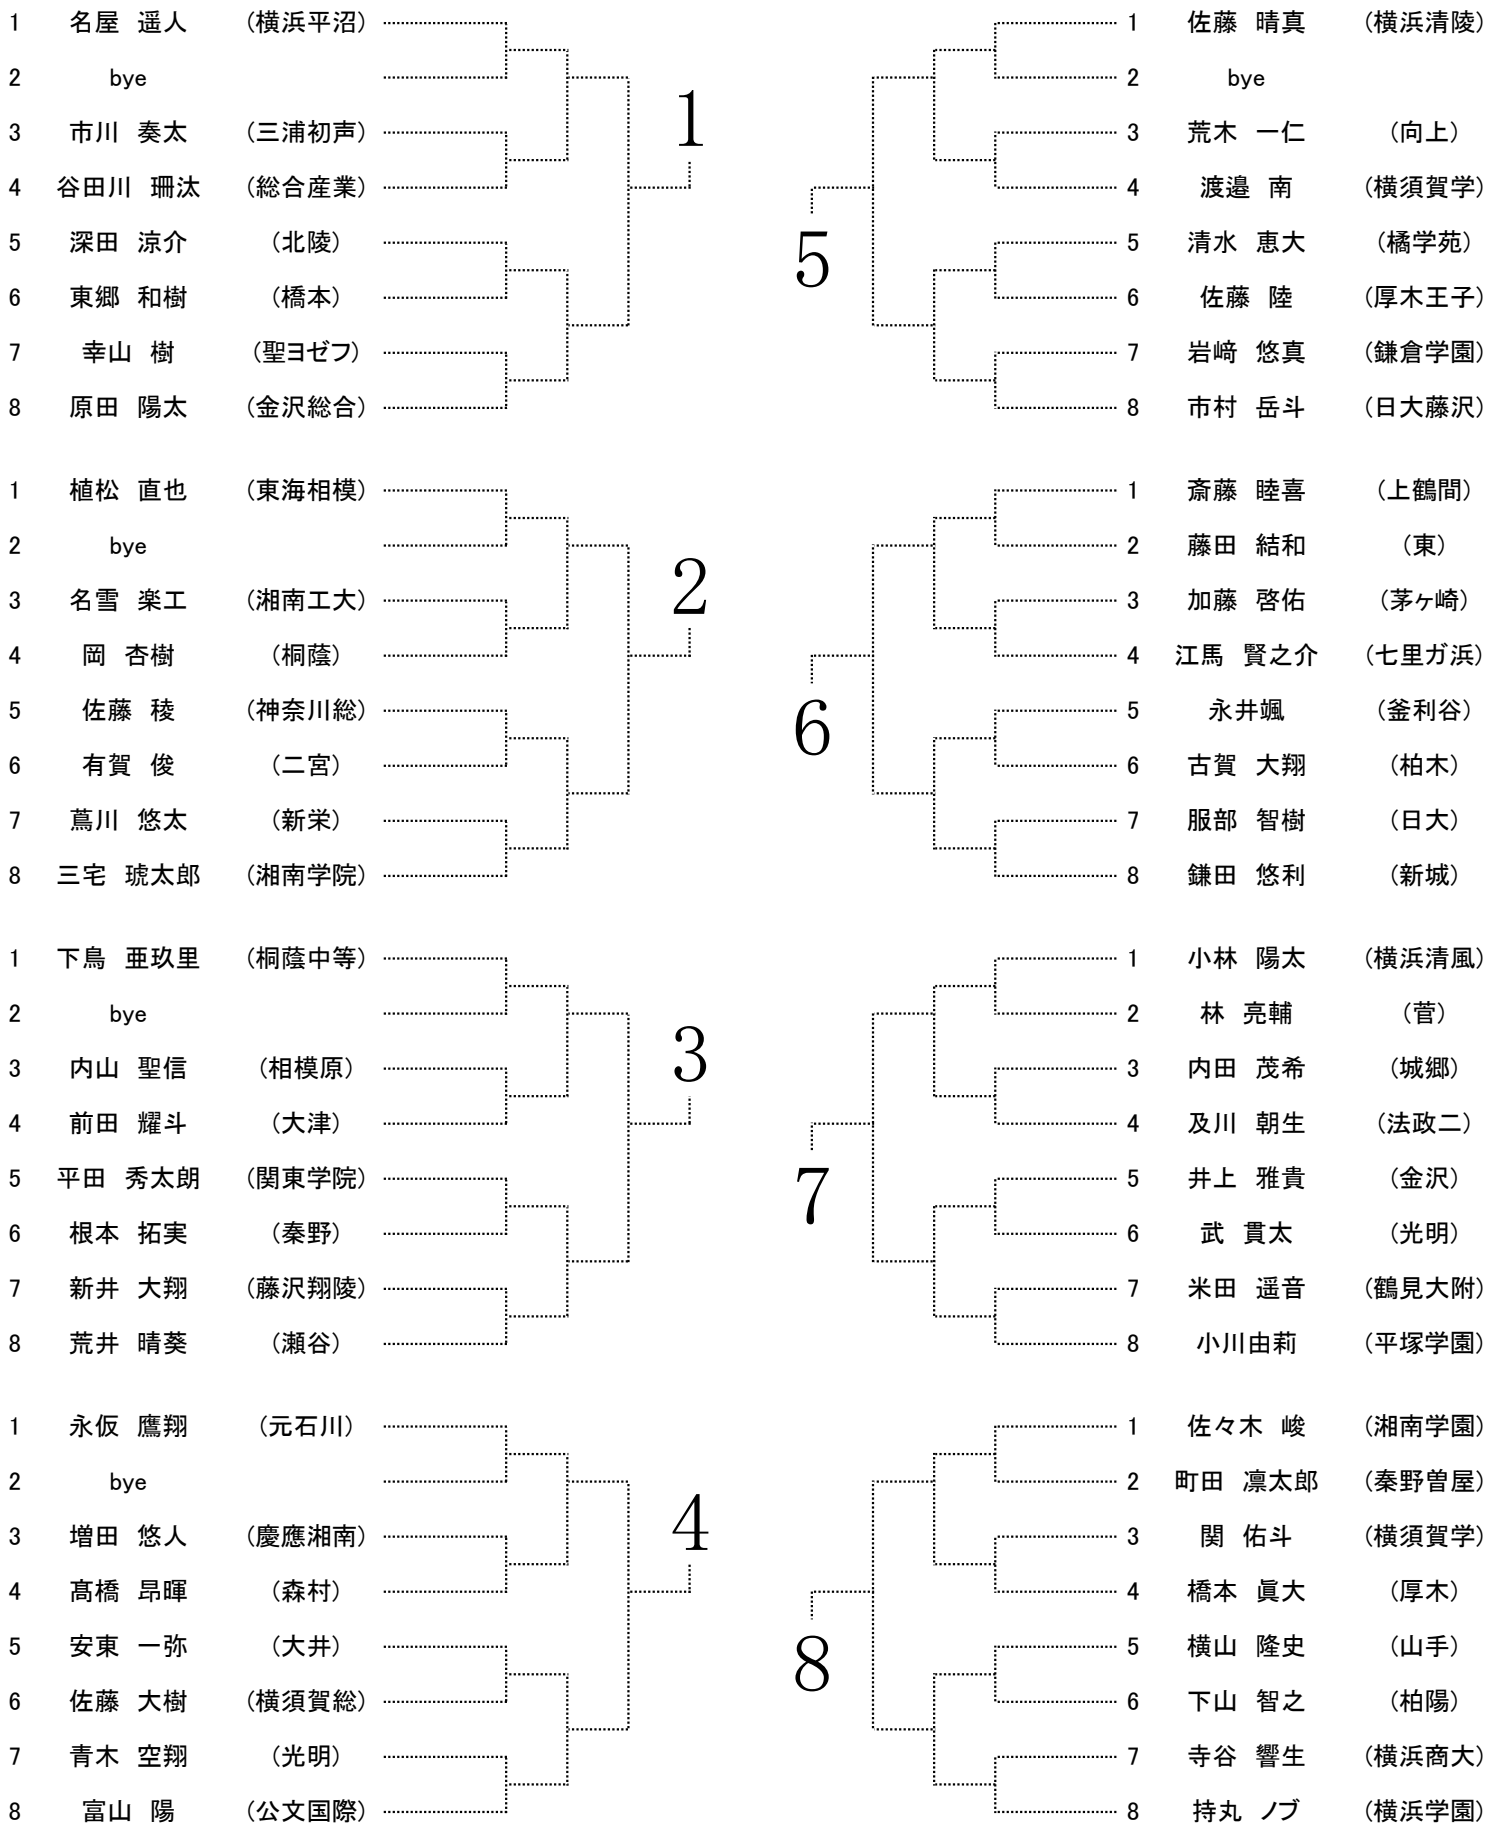 1 名屋 遥人 (横浜平沼)
2 bye
3 市川 奏太 (三浦初声)
4 谷田川 珊汰 (総合産業)
5 深田 涼介 (北陵)
6 東郷 和樹 (橋本)
7 幸山 樹 (聖ヨゼフ)
8 原田 陽太 (金沢総合)
1
1 植松 直也 (東海相模)
2 bye
3 名雪 楽工 (湘南工大)
4 岡 杏樹 (桐蔭)
5 佐藤 稜 (神奈川総)
6 有賀 俊 (二宮)
7 蔦川 悠太 (新栄)
8 三宅 琥太郎 (湘南学院)
2
1 下鳥 亜玖里 (桐蔭中等)
2 bye
3 内山 聖信 (相模原)
4 前田 耀斗 (大津)
5 平田 秀太朗 (関東学院)
6 根本 拓実 (秦野)
7 新井 大翔 (藤沢翔陵)
8 荒井 晴葵 (瀬谷)
3
1 永仮 鷹翔 (元石川)
2 bye
3 増田 悠人 (慶應湘南)
4 髙橋 昂暉 (森村)
5 安東 一弥 (大井)
6 佐藤 大樹 (横須賀総)
7 青木 空翔 (光明)
8 富山 陽 (公文国際)
4
1 佐藤 晴真 (横浜清陵)
2 bye
3 荒木 一仁 (向上)
4 渡邉 南 (横須賀学)
5 清水 恵大 (橘学苑)
6 佐藤 陸 (厚木王子)
7 岩﨑 悠真 (鎌倉学園)
8 市村 岳斗 (日大藤沢)
5
1 斎藤 睦喜 (上鶴間)
2 藤田 結和 (東)
3 加藤 啓佑 (茅ヶ崎)
4 江馬 賢之介 (七里ガ浜)
5 永井颯 (釜利谷)
6 古賀 大翔 (柏木)
7 服部 智樹 (日大)
8 鎌田 悠利 (新城)
6
1 小林 陽太 (横浜清風)
2 林 亮輔 (菅)
3 内田 茂希 (城郷)
4 及川 朝生 (法政二)
5 井上 雅貴 (金沢)
6 武 貫太 (光明)
7 米田 遥音 (鶴見大附)
8 小川由莉 (平塚学園)
7
1 佐々木 峻 (湘南学園)
2 町田 凛太郎 (秦野曽屋)
3 関 佑斗 (横須賀学)
4 橋本 眞大 (厚木)
5 横山 隆史 (山手)
6 下山 智之 (柏陽)
7 寺谷 響生 (横浜商大)
8 持丸 ノブ (横浜学園)
8